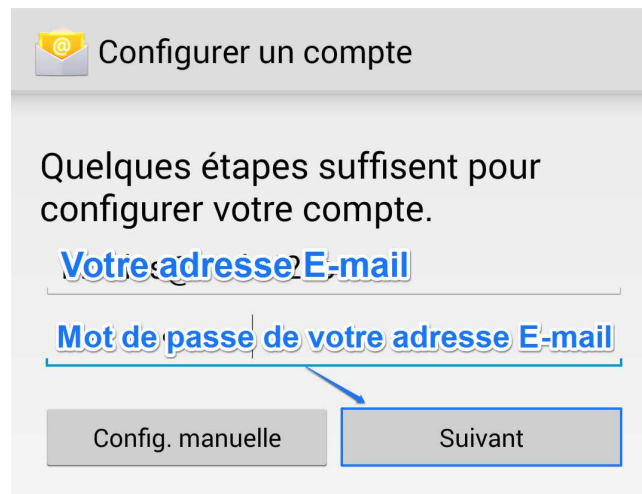 Configurer un compte
Quelques étapes suffisent pour
configurer votre compte.
Votre adresse E-mail
Mot de passe de votre adresse E-mail
Config. manuelle
Suivant